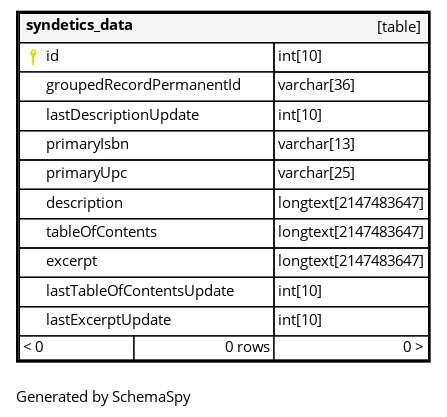 syndetics_data [table]
id int[10]
groupedRecordPermanentId varchar[36]
lastDescriptionUpdate int[10]
primaryIsbn varchar[13]
primaryUpc varchar[25]
description longtext[2147483647]
tableOfContents longtext[2147483647]
excerpt longtext[2147483647]
lastTableOfContentsUpdate int[10]
lastExcerptUpdate int[10]
< 0 0 rows 0 >
Generated by SchemaSpy